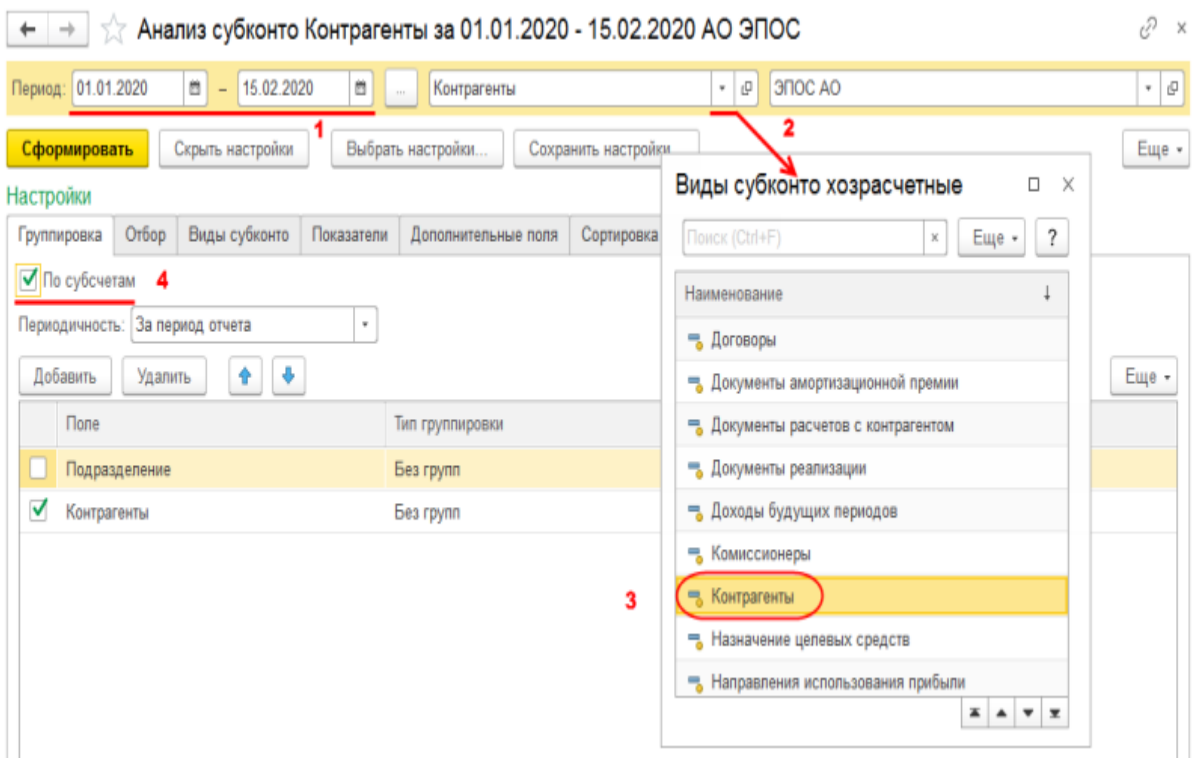 Анализ субконто Контрагенты за 01.01.2020 - 15.02.2020 АО ЭПОС
Период: 01.01.2020 – 15.02.2020 ... Контрагенты ЭПОС АО
1 2
Сформировать Скрыть настройки Выбрать настройки... Сохранить настройки... Еще
Настройки
Группировка Отбор Виды субконто Показатели Дополнительные поля Сортировка
По субсчетам 4
Периодичность: За период отчета
Добавить Удалить Еще
Поле Тип группировки
Подразделение Без групп
Контрагенты Без групп
3
Виды субконто хозрасчетные
Поиск (Ctrl+F) × Еще ?
Наименование ↓
Договоры
Документы амортизационной премии
Документы расчетов с контрагентом
Документы реализации
Доходы будущих периодов
Комиссионеры
Контрагенты
Назначение целевых средств
Направления использования прибыли